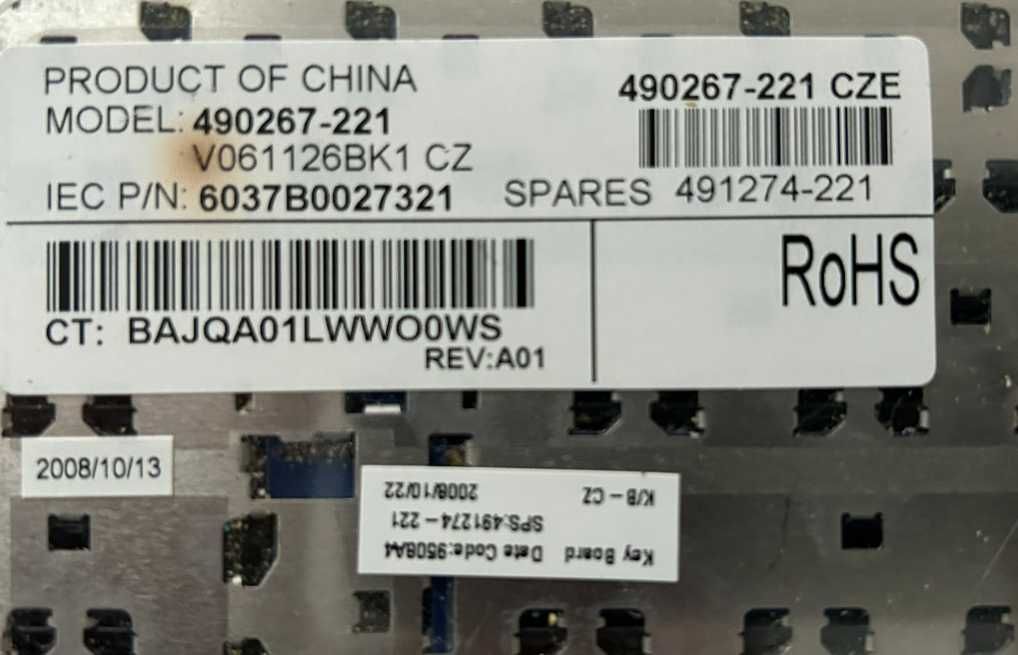 PRODUCT OF CHINA
MODEL: 490267-221
V061126BK1 CZ
IEC P/N: 6037B0027321
490267-221 CZE
SPARES 491274-221
CT: BAJQA01LWWO0WS
REV:A01
RoHS
2008/10/13
Key Board Date Code:9508A4
SPS:491274-221
K/B-CZ 2008/10/22